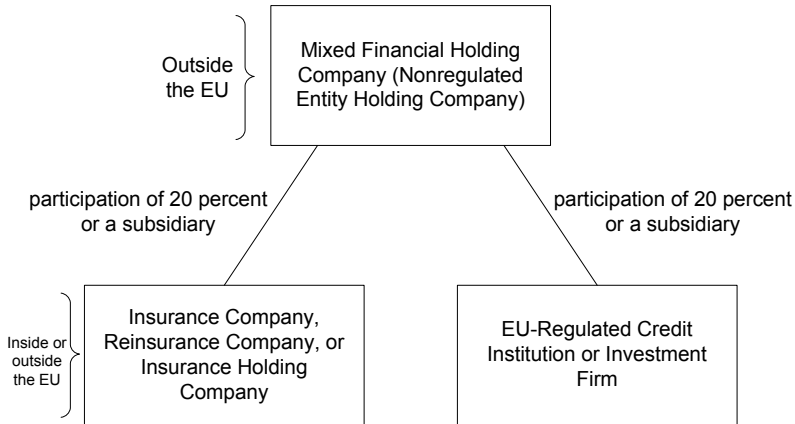 Outside
the EU
Mixed Financial Holding
Company (Nonregulated
Entity Holding Company)
participation of 20 percent
or a subsidiary
participation of 20 percent
or a subsidiary
Inside or
outside
the EU
Insurance Company,
Reinsurance Company, or
Insurance Holding
Company
EU-Regulated Credit
Institution or Investment
Firm